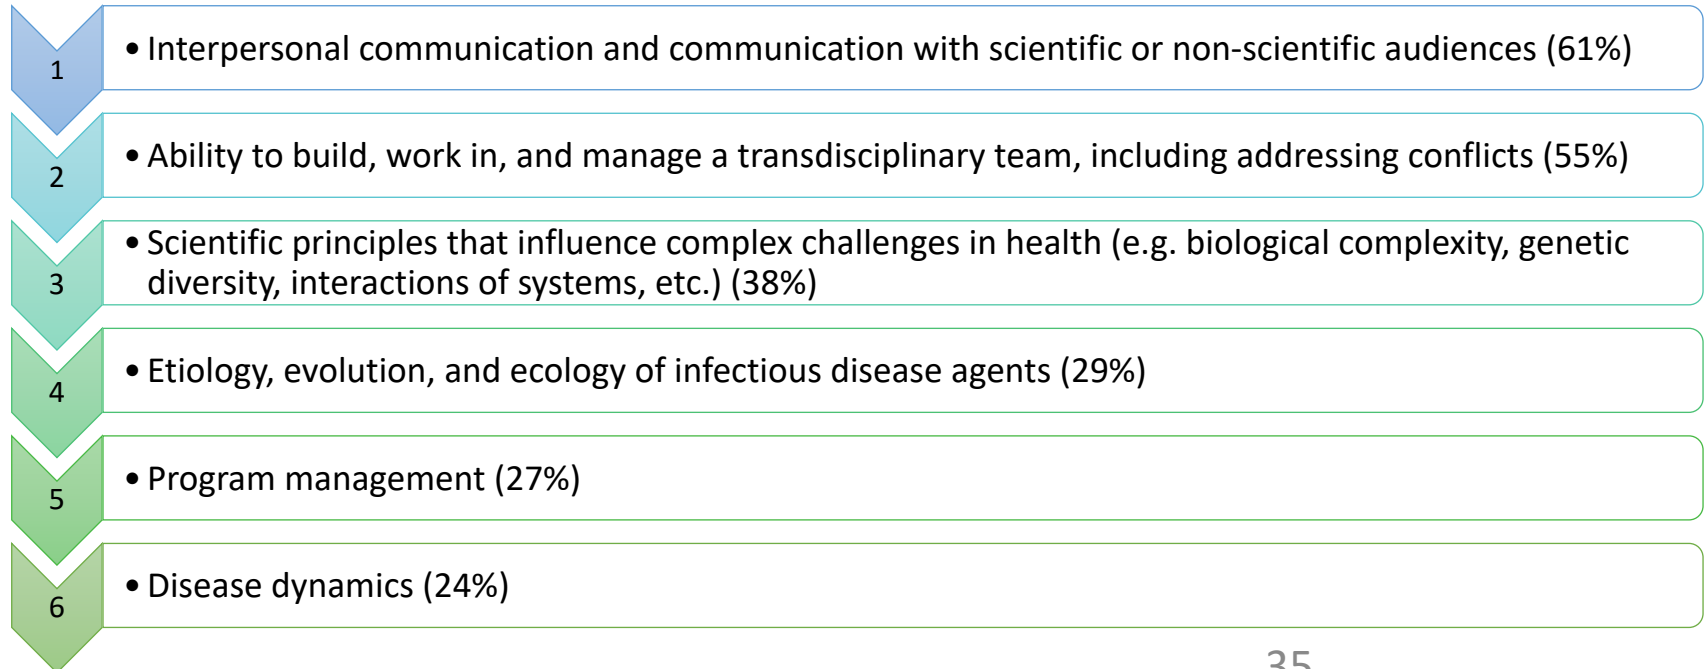 1
• Interpersonal communication and communication with scientific or non-scientific audiences (61%)
2
• Ability to build, work in, and manage a transdisciplinary team, including addressing conflicts (55%)
3
• Scientific principles that influence complex challenges in health (e.g. biological complexity, genetic
diversity, interactions of systems, etc.) (38%)
4
• Etiology, evolution, and ecology of infectious disease agents (29%)
5
• Program management (27%)
6
• Disease dynamics (24%)
35